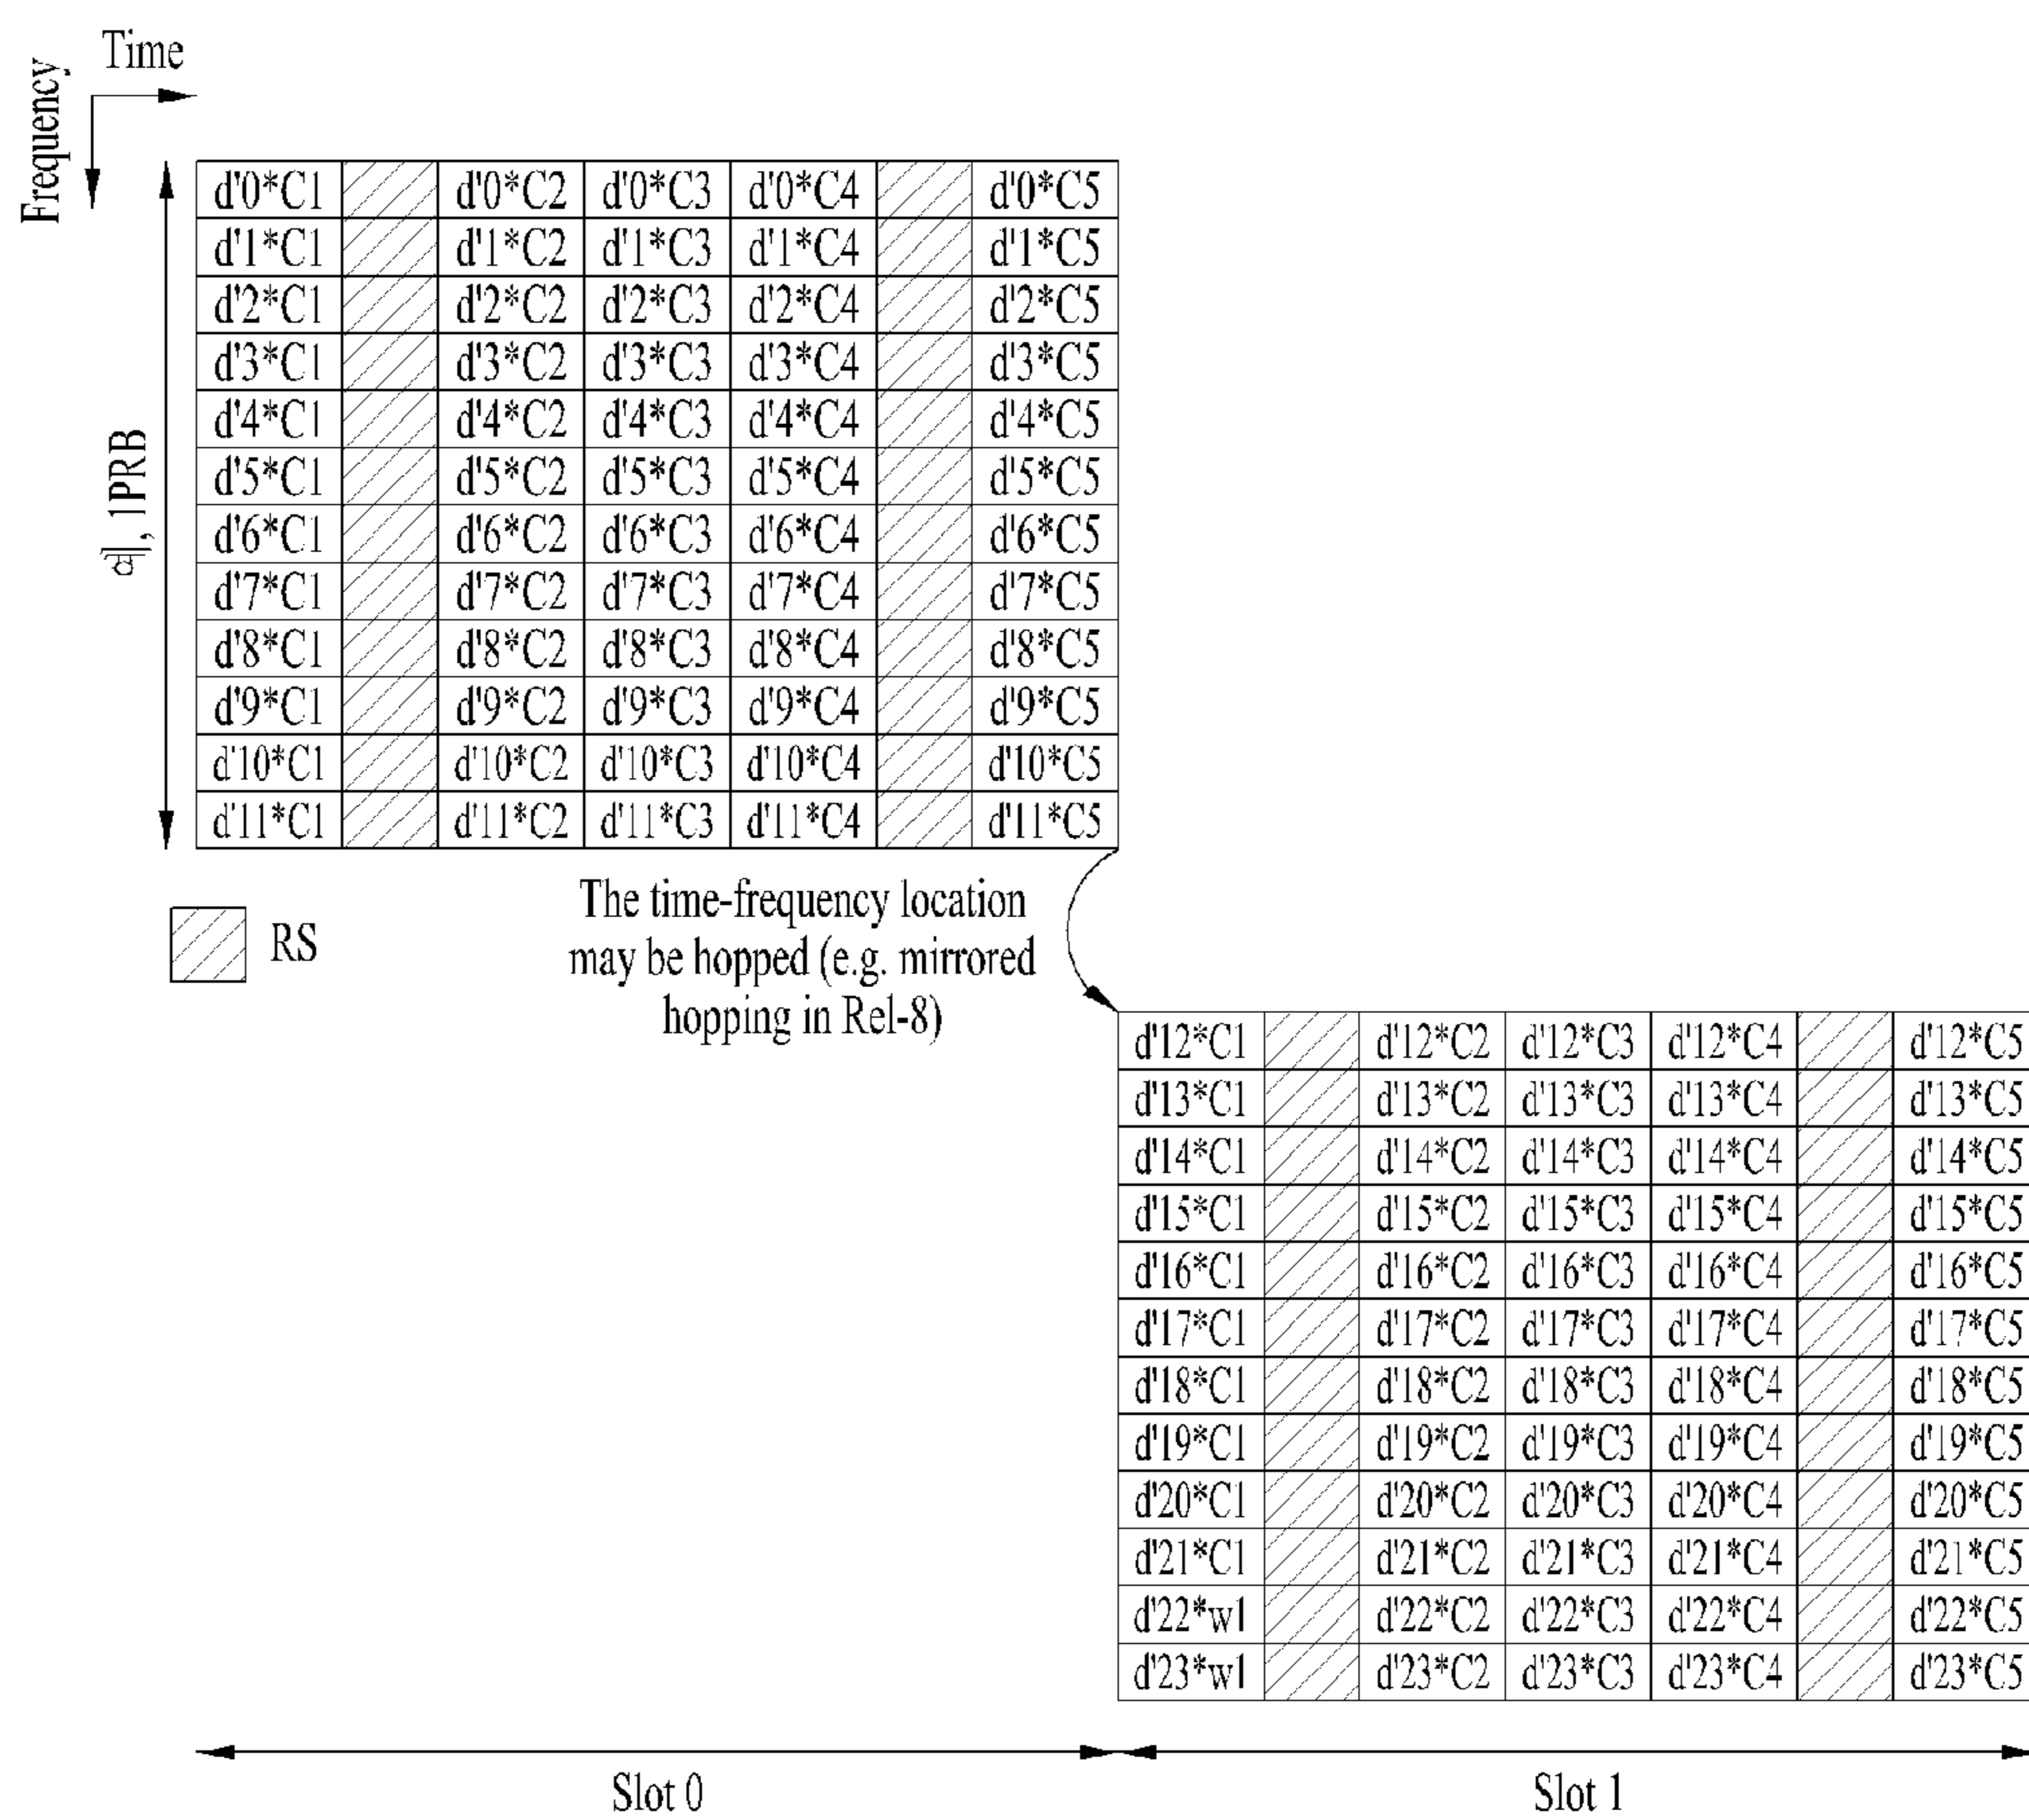 Time
Frequency
d'0*C1 d'0*C2 d'0*C3 d'0*C4 d'0*C5
d'1*C1 d'1*C2 d'1*C3 d'1*C4 d'1*C5
d'2*C1 d'2*C2 d'2*C3 d'2*C4 d'2*C5
d'3*C1 d'3*C2 d'3*C3 d'3*C4 d'3*C5
d'4*C1 d'4*C2 d'4*C3 d'4*C4 d'4*C5
d'5*C1 d'5*C2 d'5*C3 d'5*C4 d'5*C5
d'6*C1 d'6*C2 d'6*C3 d'6*C4 d'6*C5
d'7*C1 d'7*C2 d'7*C3 d'7*C4 d'7*C5
d'8*C1 d'8*C2 d'8*C3 d'8*C4 d'8*C5
d'9*C1 d'9*C2 d'9*C3 d'9*C4 d'9*C5
d'10*C1 d'10*C2 d'10*C3 d'10*C4 d'10*C5
d'11*C1 d'11*C2 d'11*C3 d'11*C4 d'11*C5
예, 1PRB
RS
The time-frequency location
may be hopped (e.g. mirrored
hopping in Rel-8)
d'12*C1 d'12*C2 d'12*C3 d'12*C4 d'12*C5
d'13*C1 d'13*C2 d'13*C3 d'13*C4 d'13*C5
d'14*C1 d'14*C2 d'14*C3 d'14*C4 d'14*C5
d'15*C1 d'15*C2 d'15*C3 d'15*C4 d'15*C5
d'16*C1 d'16*C2 d'16*C3 d'16*C4 d'16*C5
d'17*C1 d'17*C2 d'17*C3 d'17*C4 d'17*C5
d'18*C1 d'18*C2 d'18*C3 d'18*C4 d'18*C5
d'19*C1 d'19*C2 d'19*C3 d'19*C4 d'19*C5
d'20*C1 d'20*C2 d'20*C3 d'20*C4 d'20*C5
d'21*C1 d'21*C2 d'21*C3 d'21*C4 d'21*C5
d'22*w1 d'22*C2 d'22*C3 d'22*C4 d'22*C5
d'23*w1 d'23*C2 d'23*C3 d'23*C4 d'23*C5
Slot 0 Slot 1